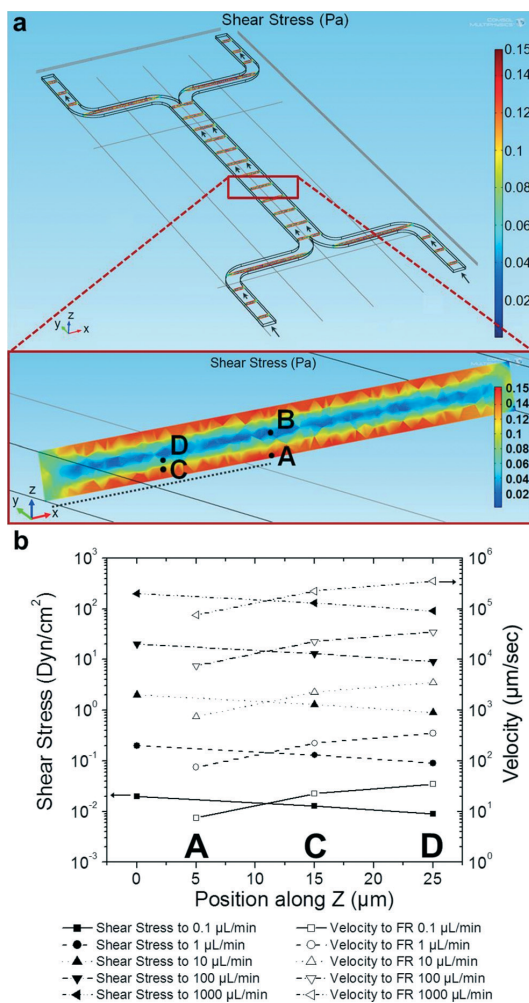 a
Shear Stress (Pa)
COMSOL
MULTIPHYSICS
0.15
0.14
0.12
0.1
0.08
0.06
0.04
0.02
y z x
Shear Stress (Pa)
0.15
0.14
0.12
0.10
0.08
0.06
0.04
0.02
B
D
C
A
y z x
b
Shear Stress (Dyn/cm²)
10³
10²
10¹
10⁰
10⁻¹
10⁻²
10⁻³
Velocity (µm/sec)
10⁶
10⁵
10⁴
10³
10²
10¹
10⁰
A C D
0 5 10 15 20 25
Position along Z (µm)
Shear Stress to 0.1 µL/min
Shear Stress to 1 µL/min
Shear Stress to 10 µL/min
Shear Stress to 100 µL/min
Shear Stress to 1000 µL/min
Velocity to FR 0.1 µL/min
Velocity to FR 1 µL/min
Velocity to FR 10 µL/min
Velocity to FR 100 µL/min
Velocity to FR 1000 µL/min